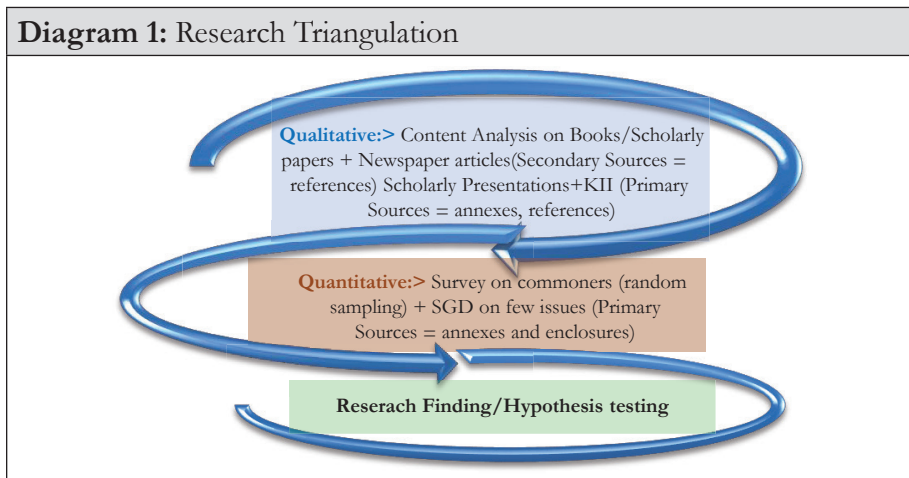 Diagram 1: Research Triangulation
Qualitative:> Content Analysis on Books/Scholarly
papers + Newspaper articles(Secondary Sources =
references) Scholarly Presentations+KII (Primary
Sources = annexes, references)
Quantitative:> Survey on commoners (random
sampling) + SGD on few issues (Primary
Sources = annexes and enclosures)
Reserach Finding/Hypothesis testing